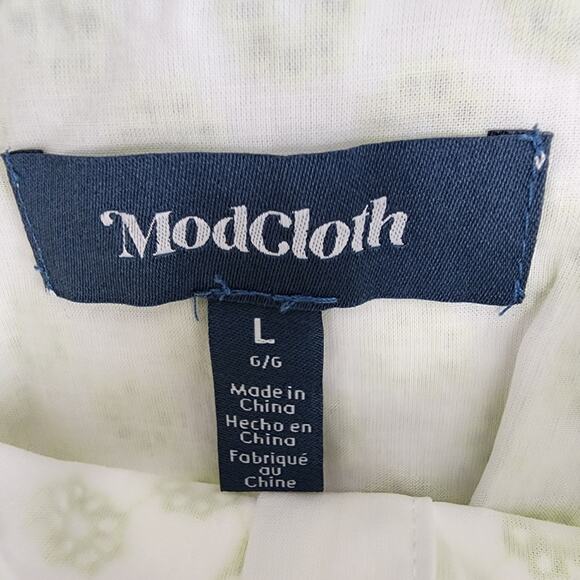 ModCloth
L
G/G
Made in
China
Hecho en
China
Fabriqué
au
Chine